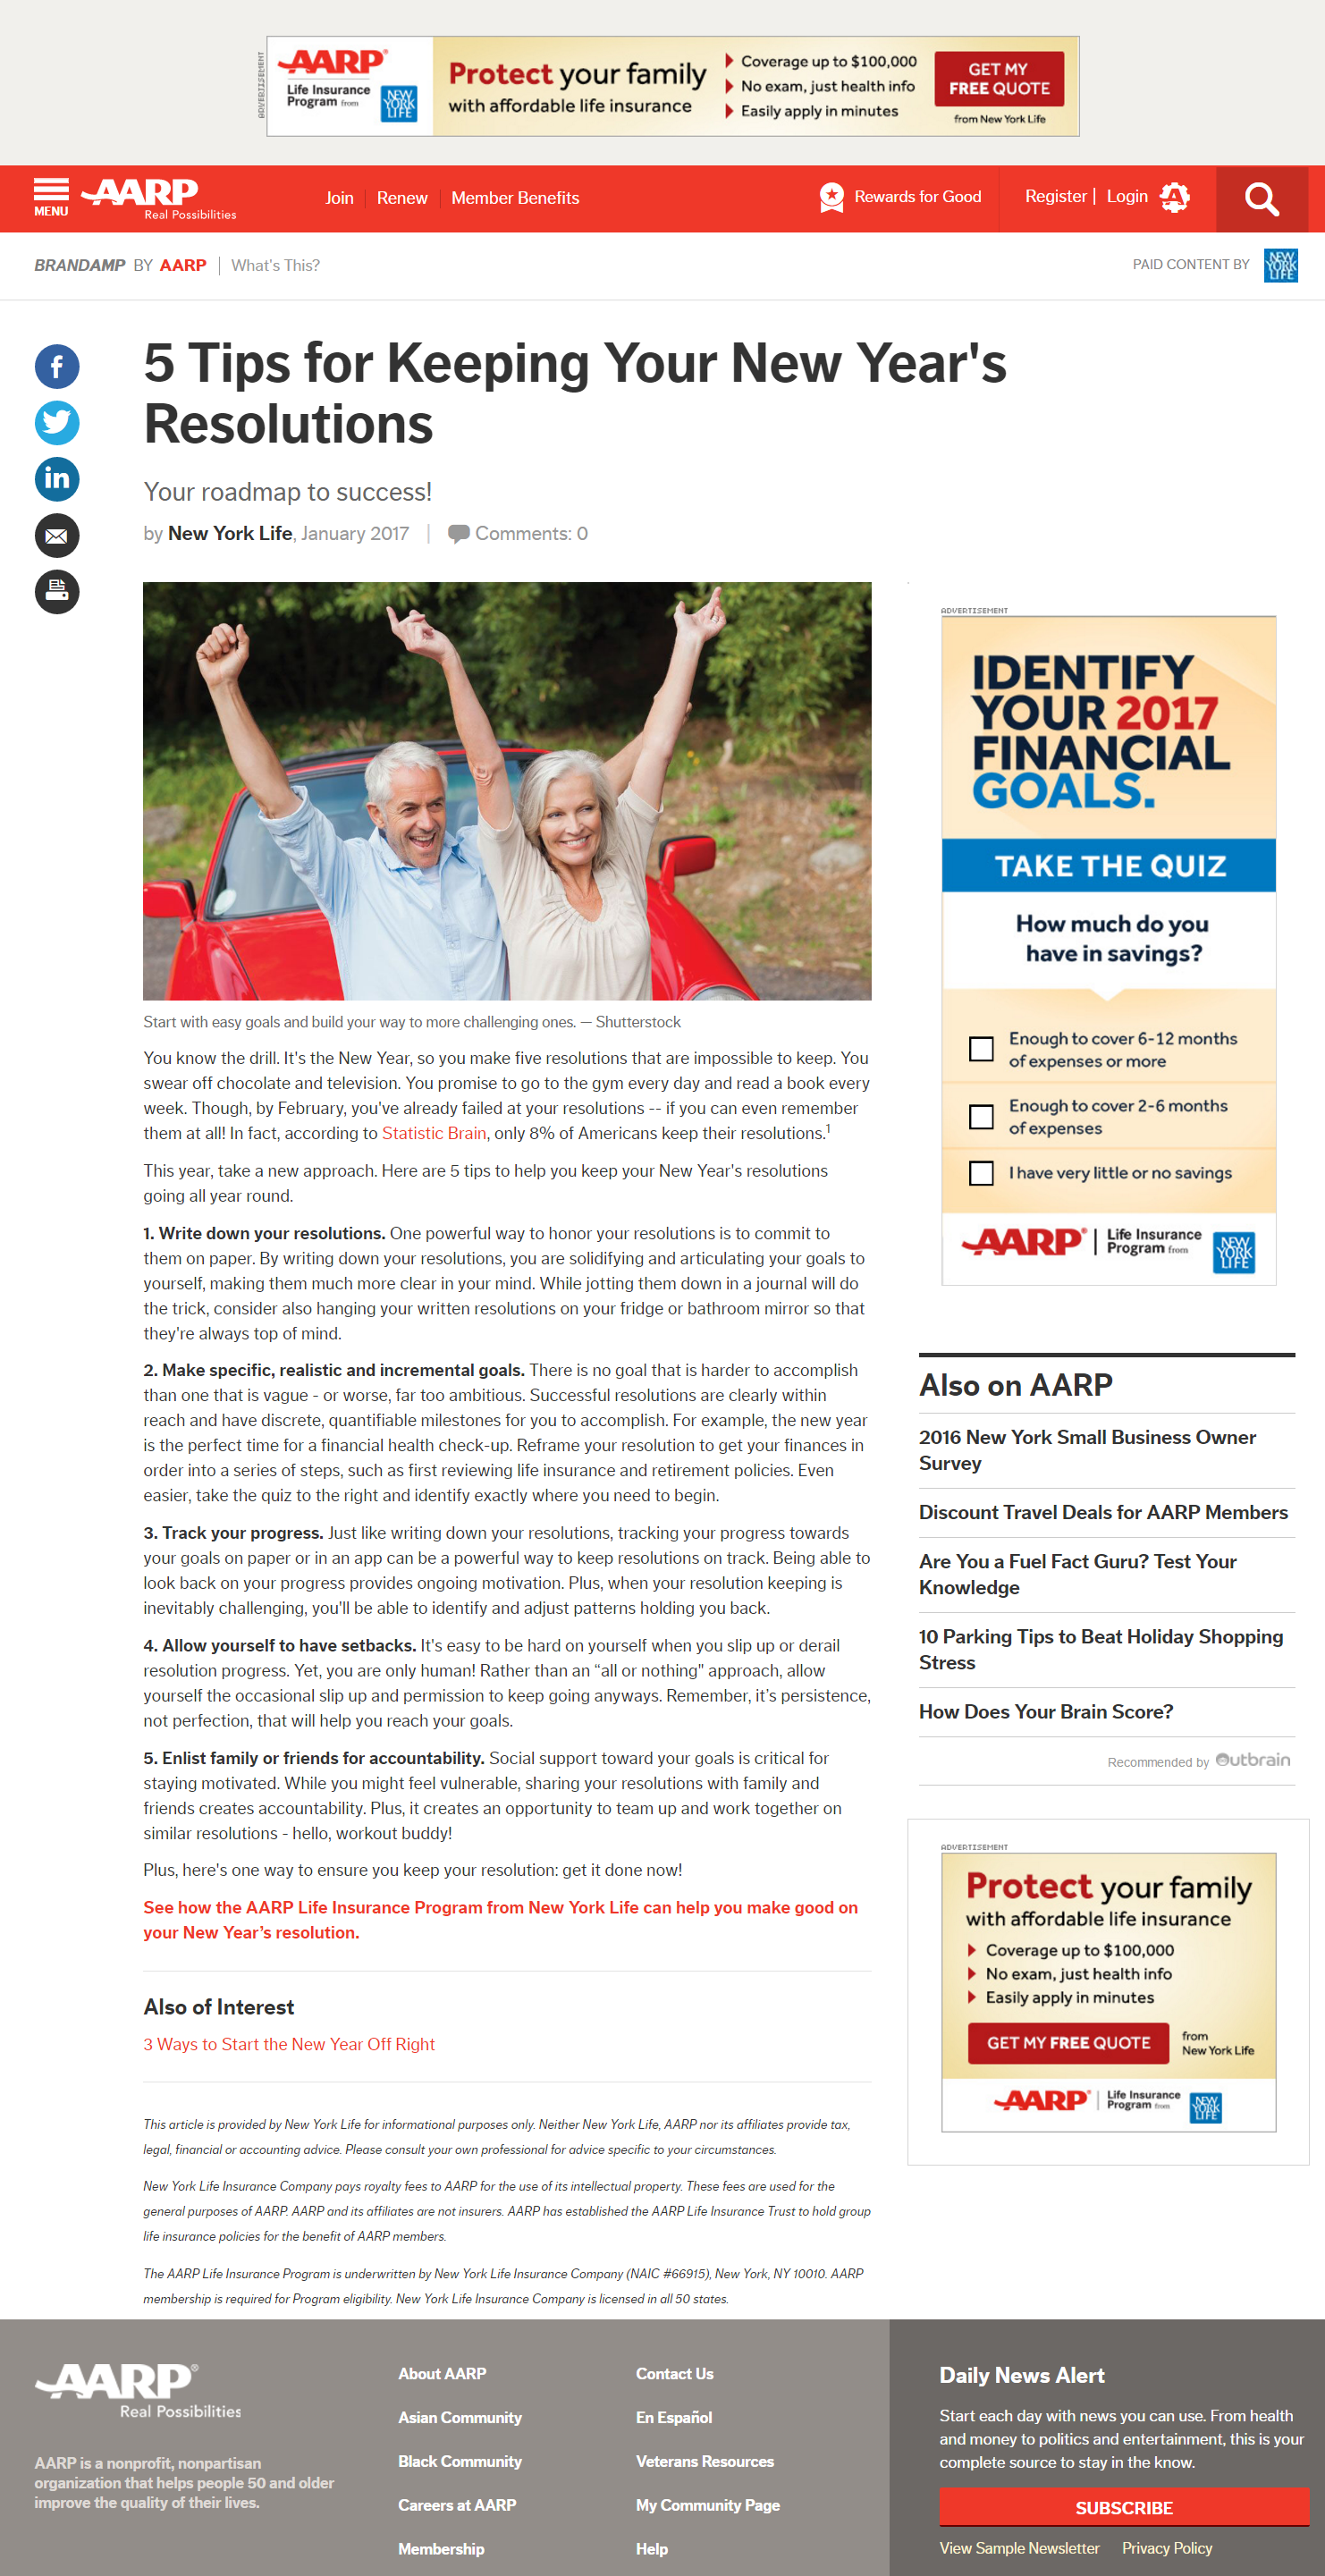 ADVERTISEMENT
AARP®
Life Insurance
Program from
NEW
YORK
LIFE
Protect your family
with affordable life insurance
Coverage up to $100,000
No exam, just health info
Easily apply in minutes
GET MY
FREE QUOTE
from New York Life
MENU
AARP
Real Possibilities
Join
Renew
Member Benefits
Rewards for Good
Register | Login
BRANDAMP BY AARP
What's This?
PAID CONTENT BY
NEW
YORK
LIFE
5 Tips for Keeping Your New Year's
Resolutions
Your roadmap to success!
by New York Life, January 2017
Comments: 0
Start with easy goals and build your way to more challenging ones. — Shutterstock
You know the drill. It's the New Year, so you make five resolutions that are impossible to keep. You
swear off chocolate and television. You promise to go to the gym every day and read a book every
week. Though, by February, you've already failed at your resolutions -- if you can even remember
them at all! In fact, according to Statistic Brain, only 8% of Americans keep their resolutions.1
This year, take a new approach. Here are 5 tips to help you keep your New Year's resolutions
going all year round.
1. Write down your resolutions. One powerful way to honor your resolutions is to commit to
them on paper. By writing down your resolutions, you are solidifying and articulating your goals to
yourself, making them much more clear in your mind. While jotting them down in a journal will do
the trick, consider also hanging your written resolutions on your fridge or bathroom mirror so that
they're always top of mind.
2. Make specific, realistic and incremental goals. There is no goal that is harder to accomplish
than one that is vague - or worse, far too ambitious. Successful resolutions are clearly within
reach and have discrete, quantifiable milestones for you to accomplish. For example, the new year
is the perfect time for a financial health check-up. Reframe your resolution to get your finances in
order into a series of steps, such as first reviewing life insurance and retirement policies. Even
easier, take the quiz to the right and identify exactly where you need to begin.
3. Track your progress. Just like writing down your resolutions, tracking your progress towards
your goals on paper or in an app can be a powerful way to keep resolutions on track. Being able to
look back on your progress provides ongoing motivation. Plus, when your resolution keeping is
inevitably challenging, you'll be able to identify and adjust patterns holding you back.
4. Allow yourself to have setbacks. It's easy to be hard on yourself when you slip up or derail
resolution progress. Yet, you are only human! Rather than an “all or nothing" approach, allow
yourself the occasional slip up and permission to keep going anyways. Remember, it’s persistence,
not perfection, that will help you reach your goals.
5. Enlist family or friends for accountability. Social support toward your goals is critical for
staying motivated. While you might feel vulnerable, sharing your resolutions with family and
friends creates accountability. Plus, it creates an opportunity to team up and work together on
similar resolutions - hello, workout buddy!
Plus, here's one way to ensure you keep your resolution: get it done now!
See how the AARP Life Insurance Program from New York Life can help you make good on
your New Year’s resolution.
Also of Interest
3 Ways to Start the New Year Off Right
This article is provided by New York Life for informational purposes only. Neither New York Life, AARP nor its affiliates provide tax,
legal, financial or accounting advice. Please consult your own professional for advice specific to your circumstances.
New York Life Insurance Company pays royalty fees to AARP for the use of its intellectual property. These fees are used for the
general purposes of AARP. AARP and its affiliates are not insurers. AARP has established the AARP Life Insurance Trust to hold group
life insurance policies for the benefit of AARP members.
The AARP Life Insurance Program is underwritten by New York Life Insurance Company (NAIC #66915), New York, NY 10010. AARP
membership is required for Program eligibility. New York Life Insurance Company is licensed in all 50 states.
ADVERTISEMENT
IDENTIFY
YOUR 2017
FINANCIAL
GOALS.
TAKE THE QUIZ
How much do you
have in savings?
Enough to cover 6-12 months
of expenses or more
Enough to cover 2-6 months
of expenses
I have very little or no savings
AARP®
Life Insurance
Program from
NEW
YORK
LIFE
Also on AARP
2016 New York Small Business Owner
Survey
Discount Travel Deals for AARP Members
Are You a Fuel Fact Guru? Test Your
Knowledge
10 Parking Tips to Beat Holiday Shopping
Stress
How Does Your Brain Score?
Recommended by Outbrain
ADVERTISEMENT
Protect your family
with affordable life insurance
Coverage up to $100,000
No exam, just health info
Easily apply in minutes
GET MY FREE QUOTE
from
New York Life
AARP®
Life Insurance
Program from
NEW
YORK
LIFE
AARP®
Real Possibilities
AARP is a nonprofit, nonpartisan
organization that helps people 50 and older
improve the quality of their lives.
About AARP
Asian Community
Black Community
Careers at AARP
Membership
Contact Us
En Español
Veterans Resources
My Community Page
Help
Daily News Alert
Start each day with news you can use. From health
and money to politics and entertainment, this is your
complete source to stay in the know.
SUBSCRIBE
View Sample Newsletter
Privacy Policy